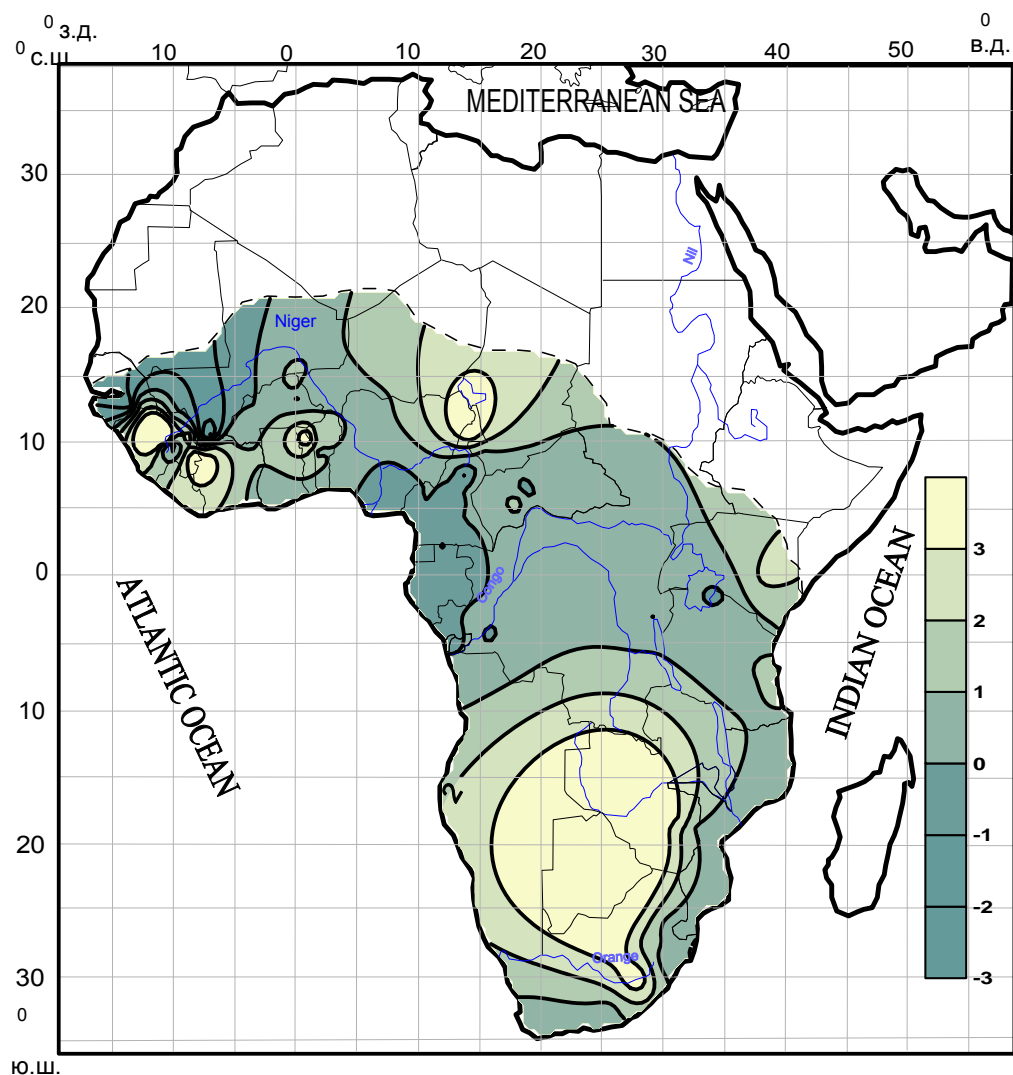 0 з.д.
0
0 с.ш
10
0
10
20
30
40
50
в.д.
MEDITERRANEAN SEA
30
Nil
20
Niger
10
3
0
Congo
2
ATLANTIC OCEAN
INDIAN OCEAN
1
10
0
2
-1
20
-2
Orange
30
-3
0
ю.ш.